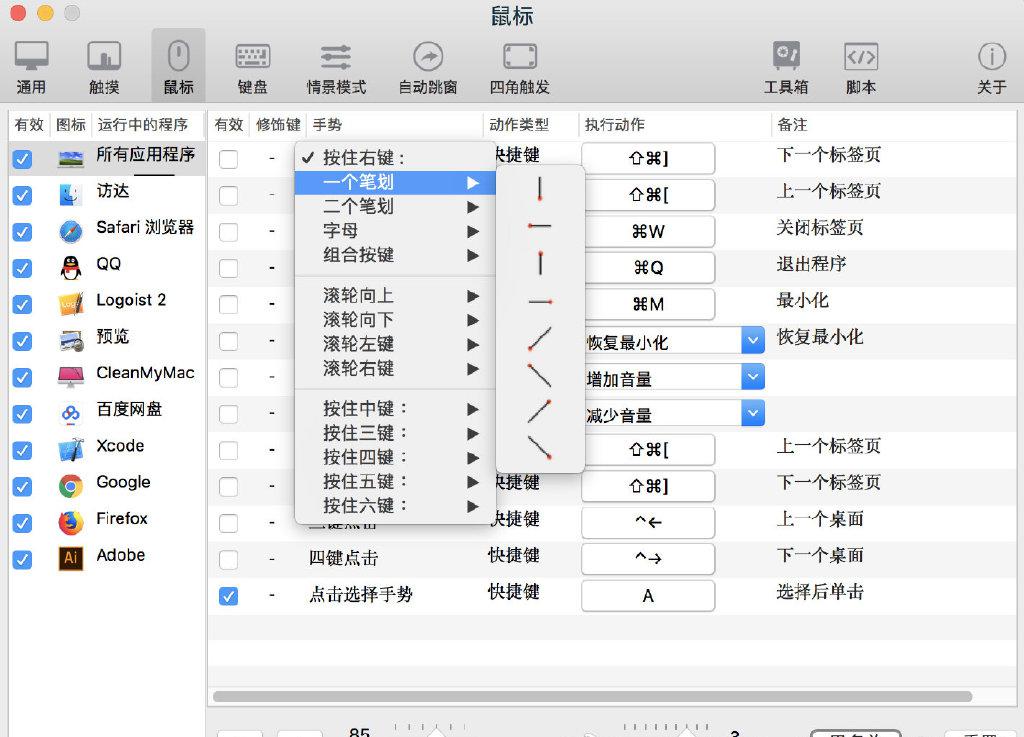 鼠标
通用 触摸 鼠标 键盘 情景模式 自动跳窗 四角触发 工具箱 脚本 关于
有效 图标 运行中的程序 有效 修饰键 手势 动作类型 执行动作 备注
所有应用程序
访达
Safari 浏览器
QQ
Logoist 2
预览
CleanMyMac
百度网盘
Xcode
Google
Firefox
Adobe
✓ 按住右键：
一个笔划
二个笔划
字母
组合按键
滚轮向上
滚轮向下
滚轮左键
滚轮右键
按住中键：
按住三键：
按住四键：
按住五键：
按住六键：
快捷键 ⇧⌘] 下一个标签页
⇧⌘[ 上一个标签页
⌘W 关闭标签页
⌘Q 退出程序
⌘M 最小化
恢复最小化 恢复最小化
增加音量
减少音量
⇧⌘[ 上一个标签页
快捷键 ⇧⌘] 下一个标签页
三键点击 快捷键 ^← 上一个桌面
- 四键点击 快捷键 ^→ 下一个桌面
- 点击选择手势 快捷键 A 选择后单击
85